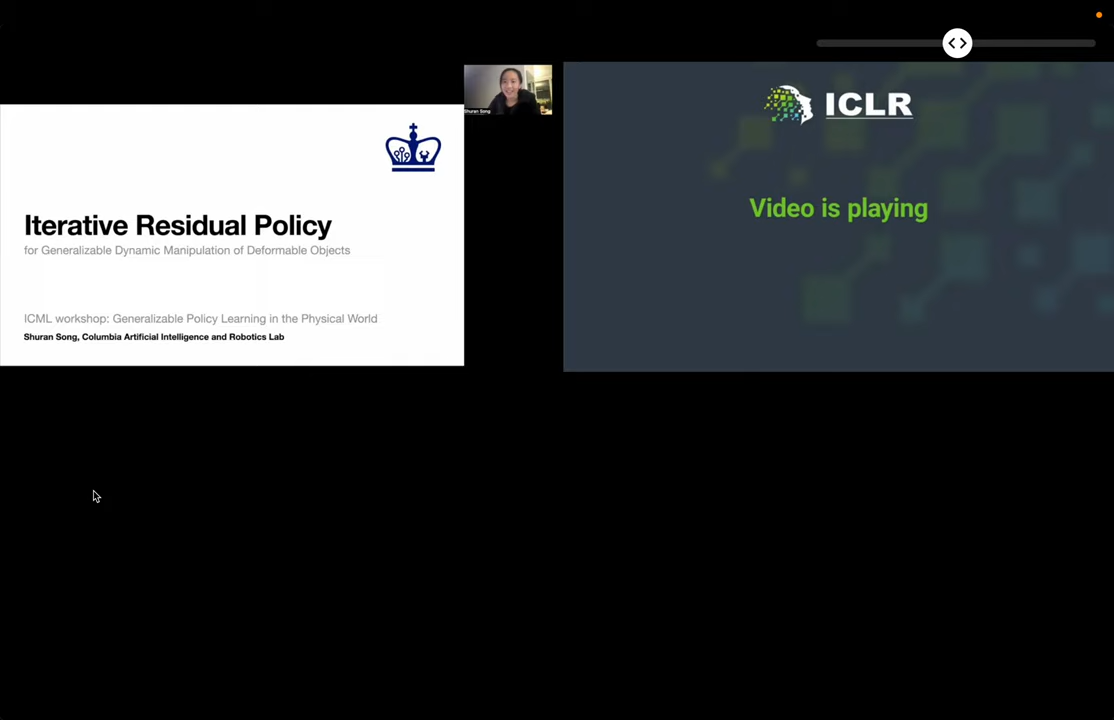 Shuran Song
Iterative Residual Policy
for Generalizable Dynamic Manipulation of Deformable Objects
ICML workshop: Generalizable Policy Learning in the Physical World
Shuran Song, Columbia Artificial Intelligence and Robotics Lab
ICLR
Video is playing